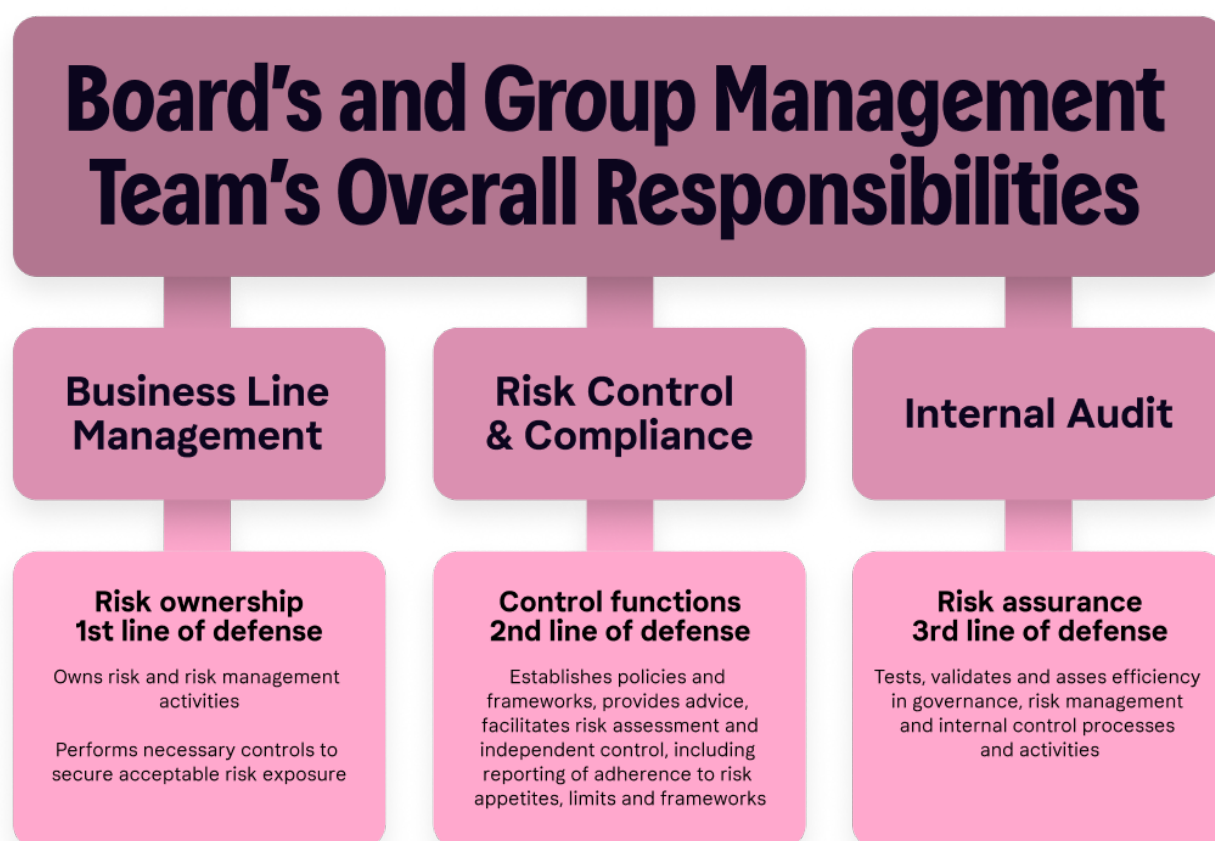 Board’s and Group Management
Team’s Overall Responsibilities
Business Line
Management
Risk Control
& Compliance
Internal Audit
Risk ownership
1st line of defense
Owns risk and risk management
activities
Performs necessary controls to
secure acceptable risk exposure
Control functions
2nd line of defense
Establishes policies and
frameworks, provides advice,
facilitates risk assessment and
independent control, including
reporting of adherence to risk
appetites, limits and frameworks
Risk assurance
3rd line of defense
Tests, validates and asses efficiency
in governance, risk management
and internal control processes
and activities